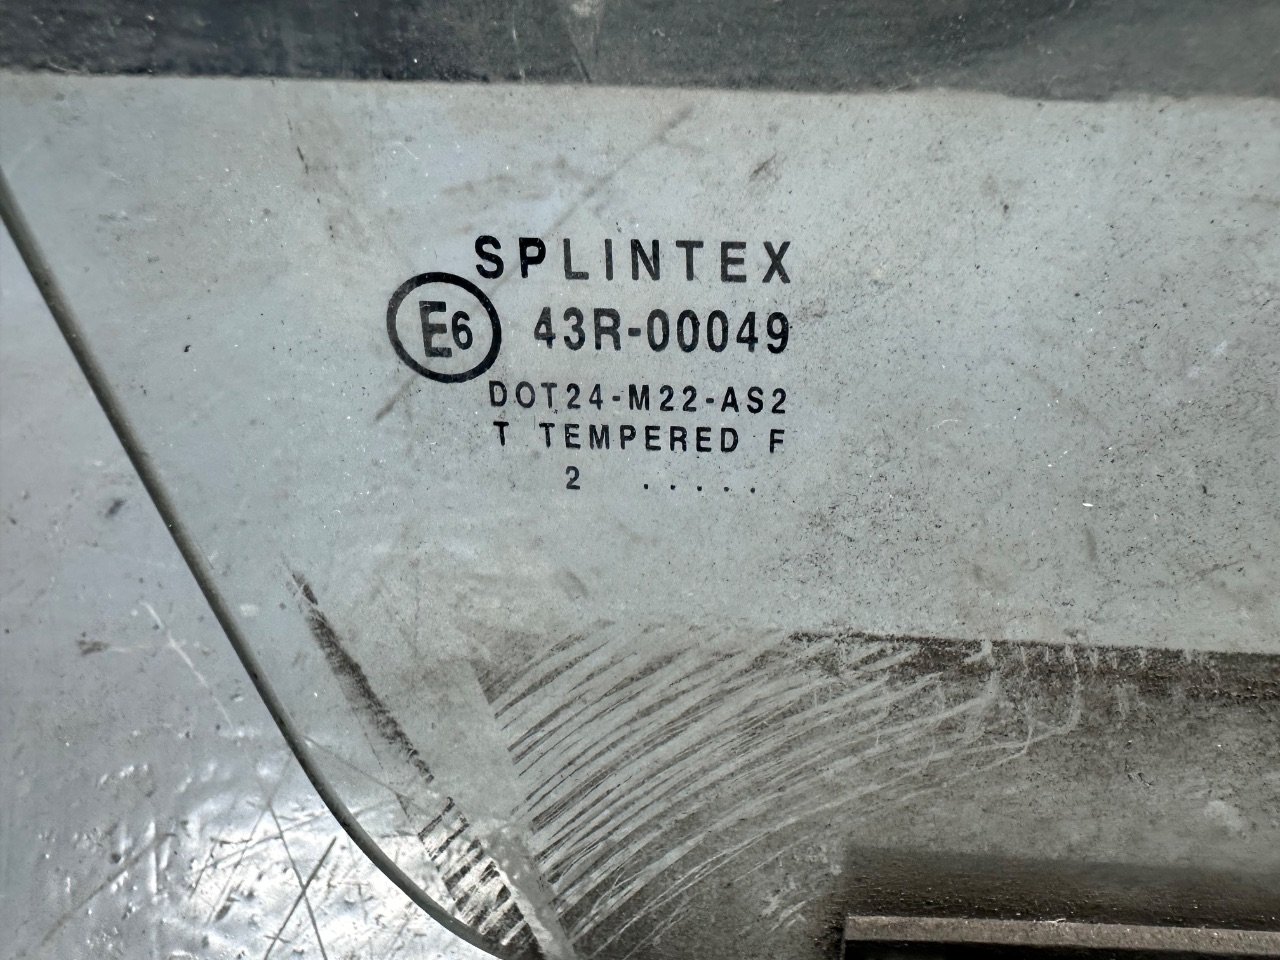 SPLINTEX
E6 43R-00049
DOT24-M22-AS2
T TEMPERED F
2 .....